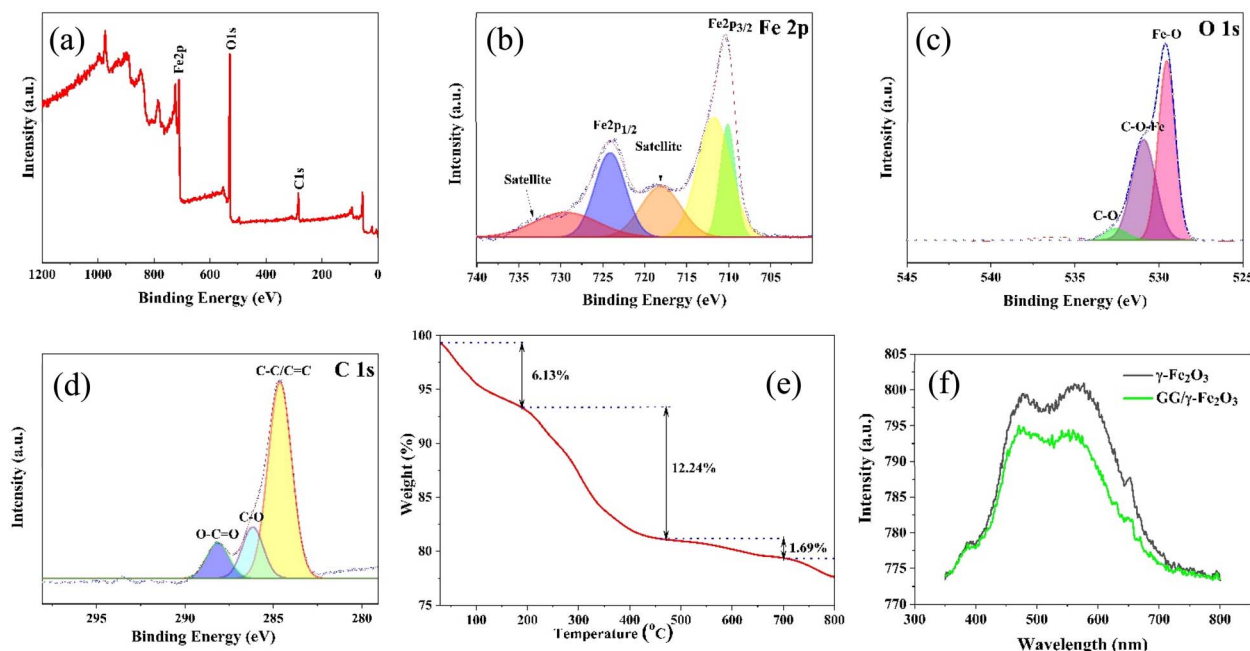 (a)
Fe2p
O1s
C1s
Intensity (a.u.)
1200 1000 800 600 400 200 0
Binding Energy (eV)
(b)
Fe 2p
Fe2p3/2
Fe2p1/2
Satellite
Satellite
Intensity (a.u.)
740 730 725 715 710 705
Binding Energy (eV)
(c)
O 1s
Fe-O
C-O-Fe
C-O
Intensity (a.u.)
545 540 535 530 525
Binding Energy (eV)
(d)
C 1s
C-C/C=C
C-O
O-C=O
Intensity (a.u.)
295 290 285 280
Binding Energy (eV)
(e)
6.13%
12.24%
1.69%
Weight (%)
100
95
90
85
80
75
100 200 300 400 500 600 700 800
Temperature (°C)
(f)
γ-Fe2O3
GG/γ-Fe2O3
Intensity (a.u.)
805
800
795
790
785
780
775
770
300 400 500 600 700 800
Wavelength (nm)